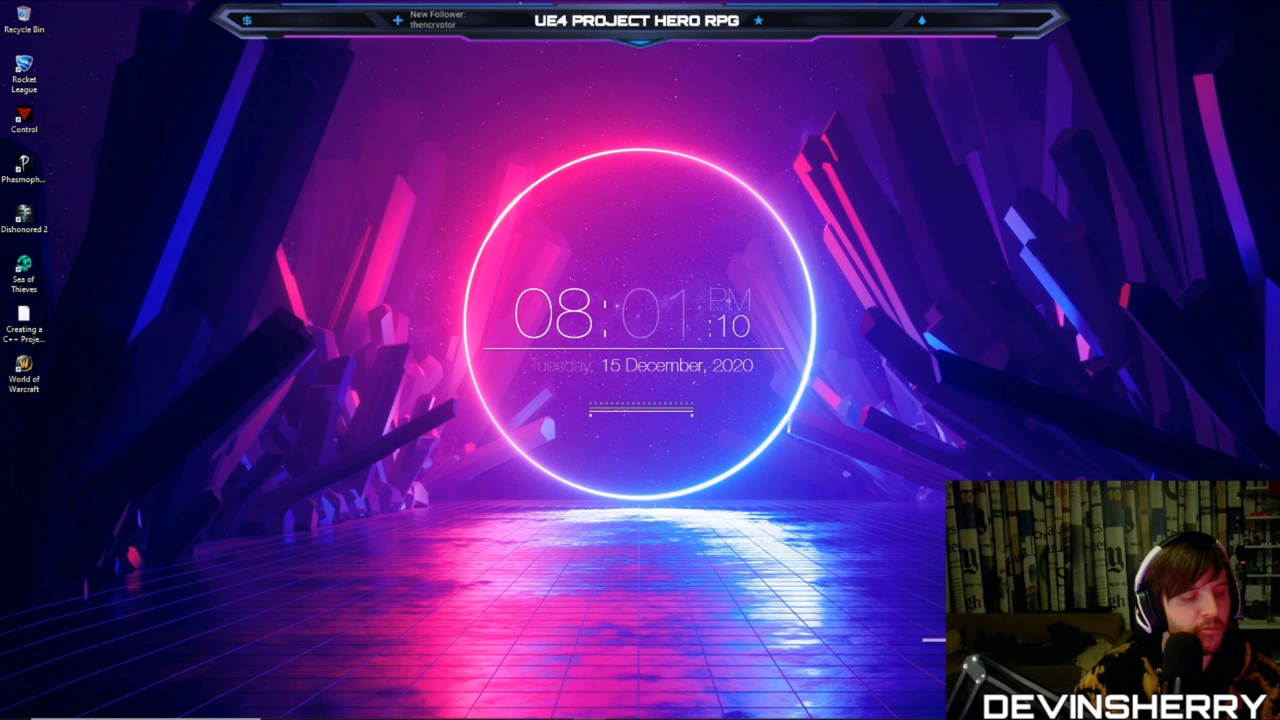 New Follower:
thencryptor
UE4 PROJECT HERO RPG
Recycle Bin
Rocket
League
Control
Phasmoph...
Dishonored 2
Sea of
Thieves
Creating a
C++ Proje...
World of
Warcraft
08:01 PM
:10
Tuesday, 15 December, 2020
DEVINSHERRY